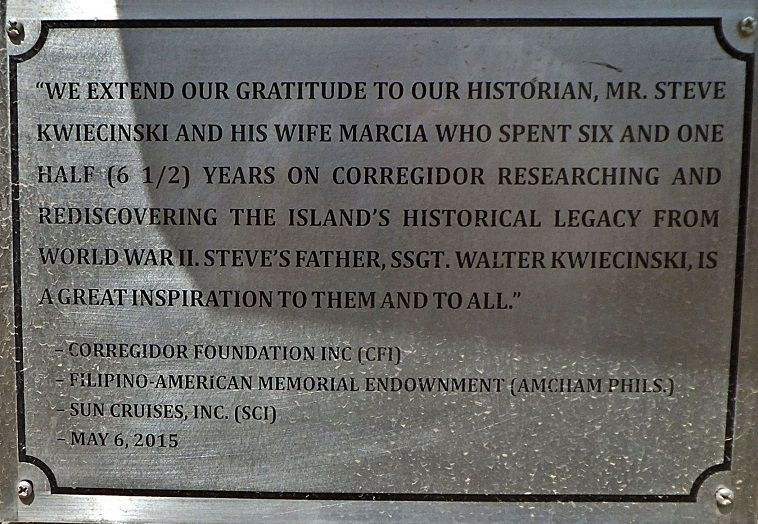 “WE EXTEND OUR GRATITUDE TO OUR HISTORIAN, MR. STEVE
KWIECINSKI AND HIS WIFE MARCIA WHO SPENT SIX AND ONE
HALF (6 1/2) YEARS ON CORREGIDOR RESEARCHING AND
REDISCOVERING THE ISLAND’S HISTORICAL LEGACY FROM
WORLD WAR II. STEVE’S FATHER, SSGT. WALTER KWIECINSKI, IS
A GREAT INSPIRATION TO THEM AND TO ALL.”
– CORREGIDOR FOUNDATION INC (CFI)
– FILIPINO-AMERICAN MEMORIAL ENDOWNMENT (AMCHAM PHILS.)
– SUN CRUISES, INC. (SCI)
– MAY 6, 2015